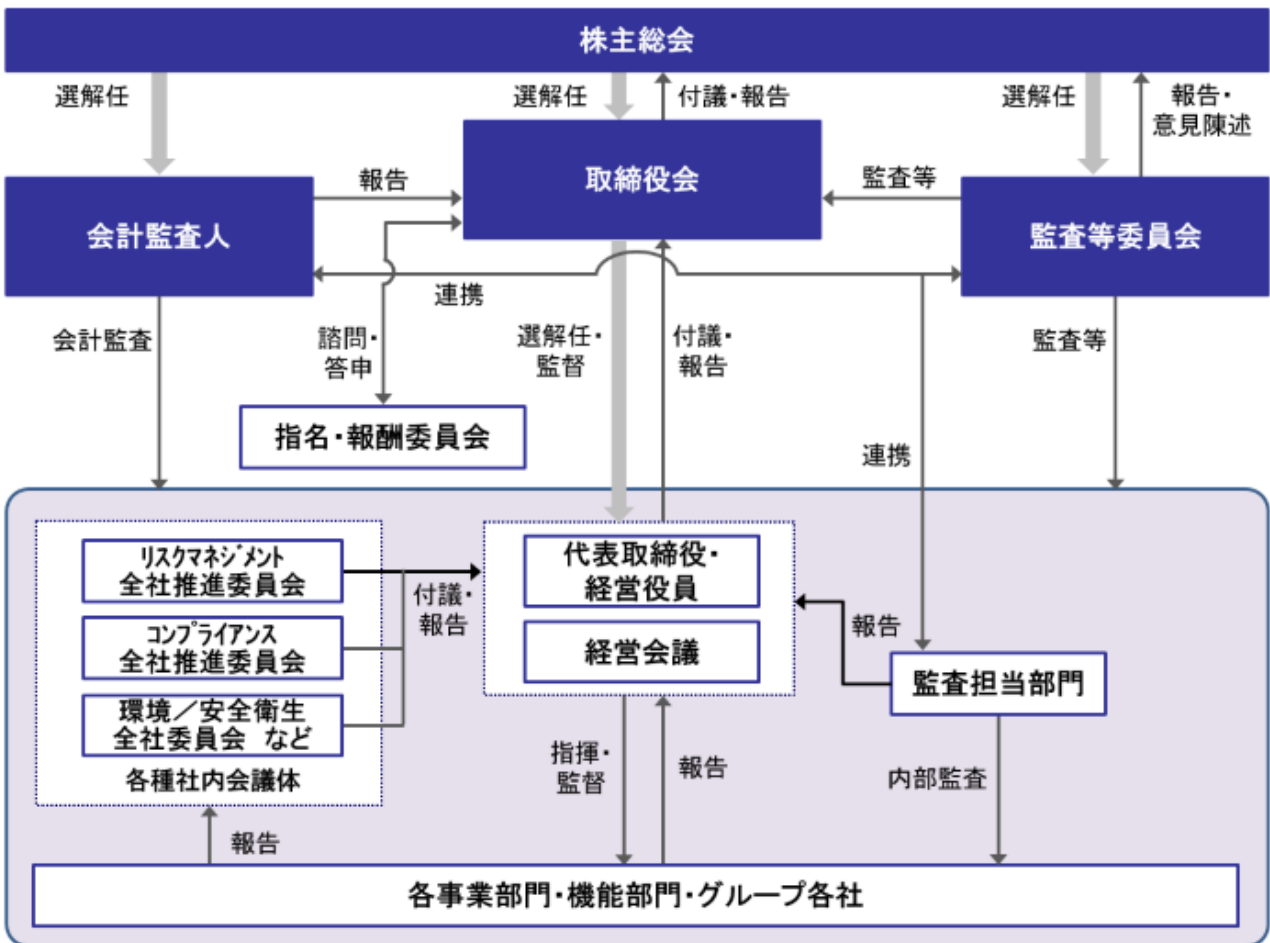 株主総会
選解任
選解任
付議・報告
選解任
報告・
意見陳述
取締役会
会計監査人
報告
監査等
監査等委員会
連携
会計監査
諮問・
答申
選解任・
監督
付議・
報告
監査等
指名・報酬委員会
連携
リスクマネジメント
全社推進委員会
コンプライアンス
全社推進委員会
環境／安全衛生
全社委員会 など
各種社内会議体
付議・
報告
代表取締役・
経営役員
経営会議
報告
監査担当部門
指揮・
監督
報告
内部監査
報告
各事業部門・機能部門・グループ各社